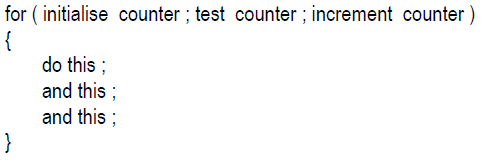 for ( initialise counter ; test counter ; increment counter )
{
do this ;
and this ;
and this ;
}